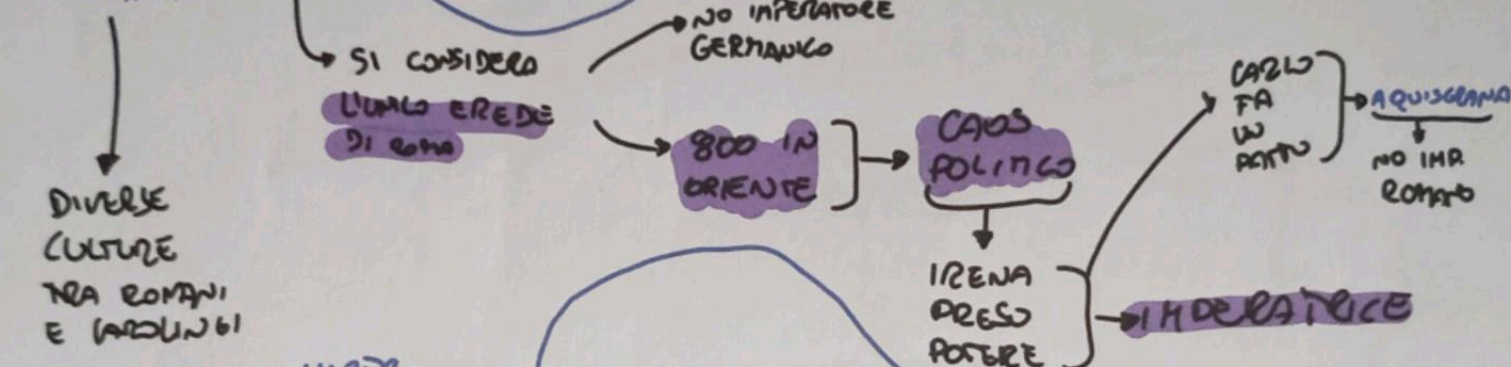 NO IMPERATORE
GERMANICO
SI CONSIDERA
L'UNICO EREDE
DI ROMA
800 IN
ORIENTE
CAOS
POLITICO
CARLO
FA
UN
PATTO
AQUISGRANA
NO IMP.
ROMANO
DIVERSE
CULTURE
TRA ROMANI
E CAROLINGI
IRENA
PRESO
POTERE
IMPERATRICE